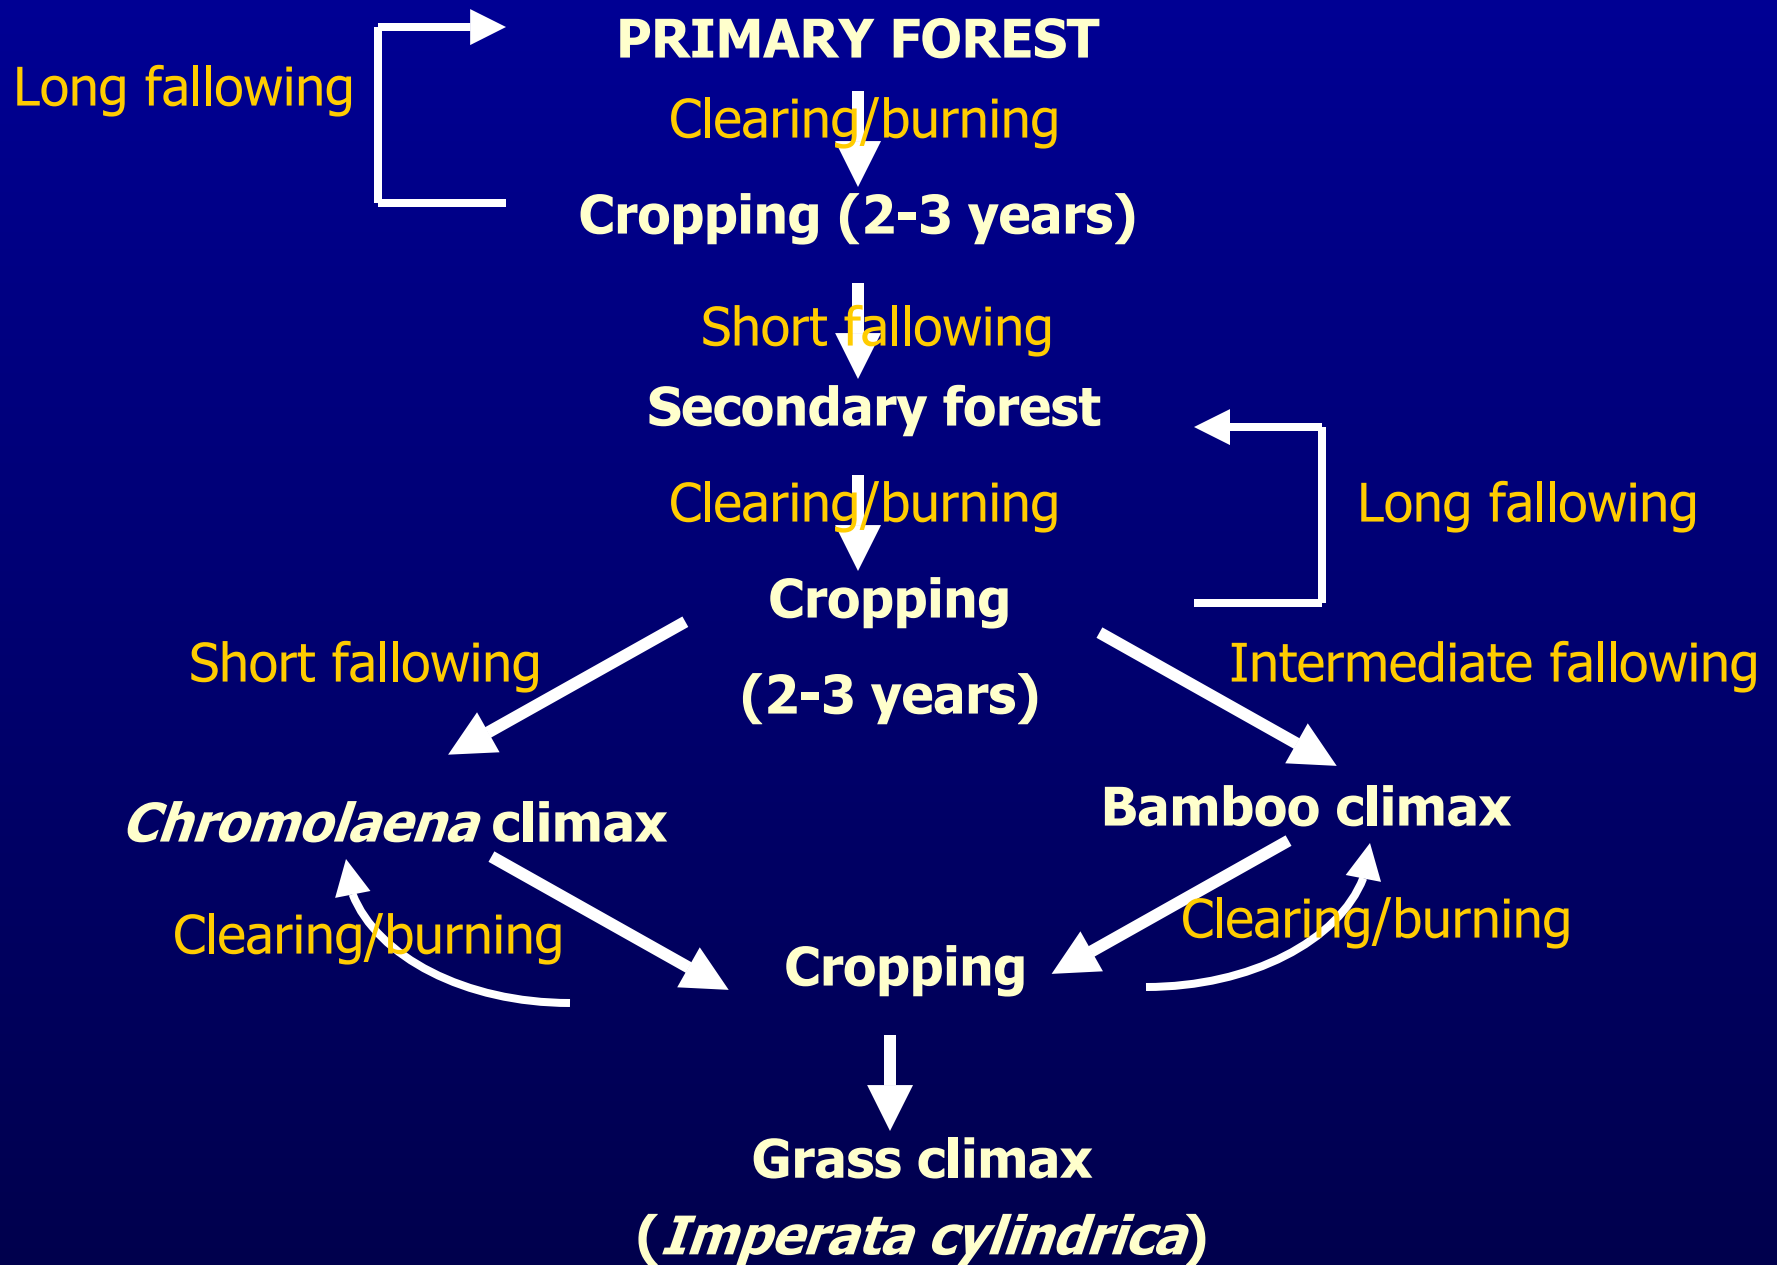 PRIMARY FOREST
Long fallowing
Clearing/burning
Cropping (2-3 years)
Short fallowing
Secondary forest
Clearing/burning
Long fallowing
Cropping
(2-3 years)
Short fallowing
Intermediate fallowing
Chromolaena climax
Bamboo climax
Clearing/burning
Clearing/burning
Cropping
Grass climax
(Imperata cylindrica)